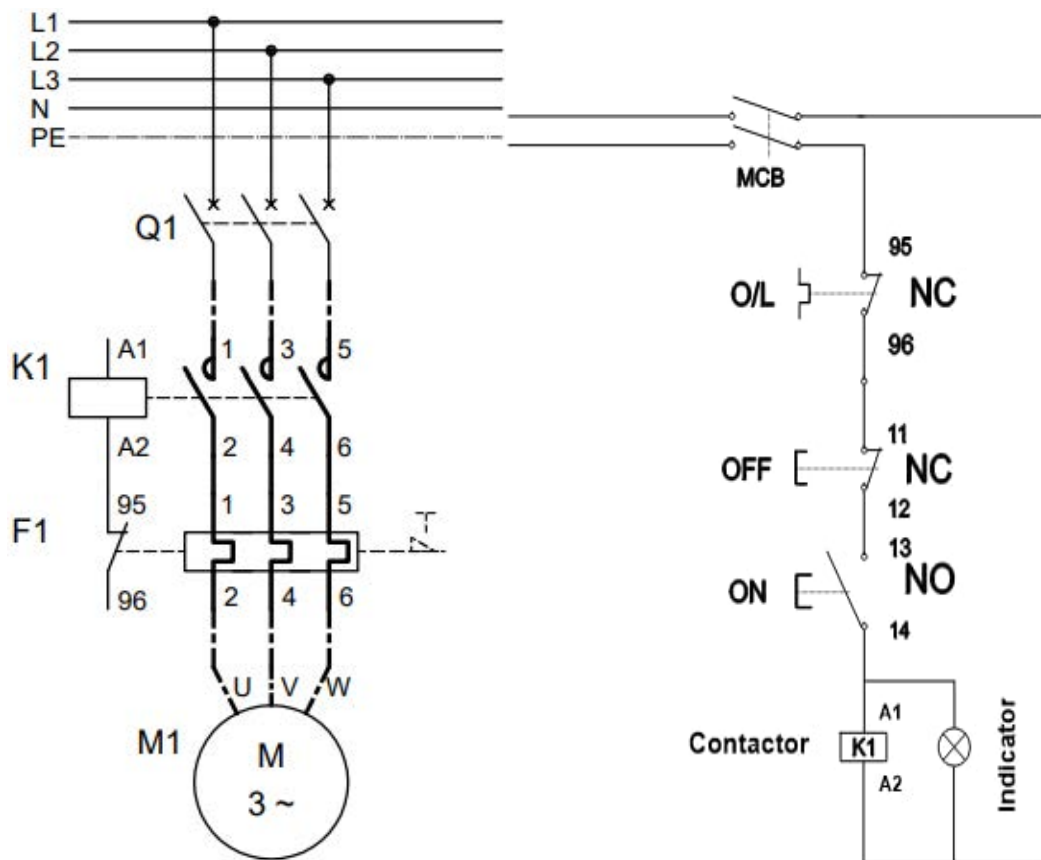 L1
L2
L3
N
PE
Q1
K1
A1
1 3 5
A2
2 4 6
F1
95
1 3 5
96
2 4 6
U V W
M1
M
3 ~
MCB
95
O/L
NC
96
11
OFF
NC
12
13
ON
NO
14
A1
Contactor
K1
A2
Indicator